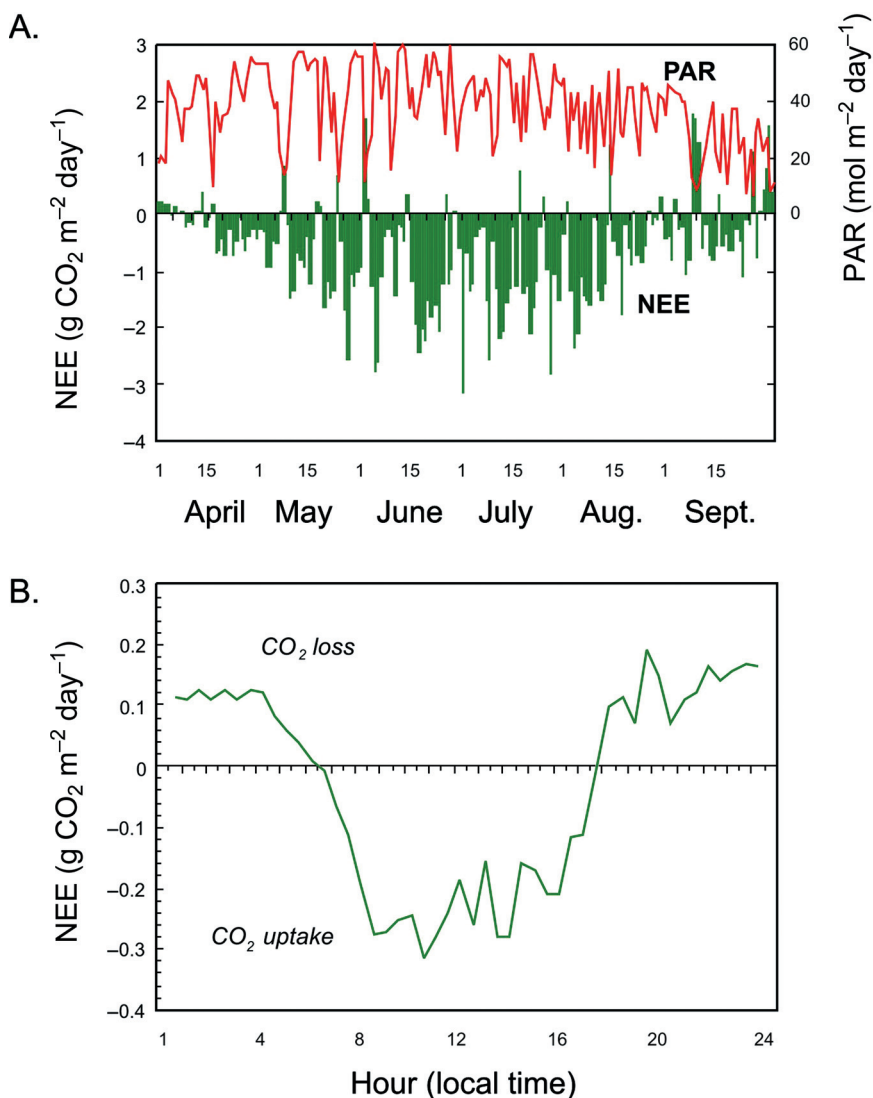 A.
NEE (g CO₂ m⁻² day⁻¹)
3
2
1
0
–1
–2
–3
–4
PAR
NEE
60
40
20
0
PAR (mol m⁻² day⁻¹)
1 15 1 15 1 15 1 15 1 15 1 15
April May June July Aug. Sept.
B.
NEE (g CO₂ m⁻² day⁻¹)
0.3
0.2
0.1
0
–0.1
–0.2
–0.3
–0.4
CO₂ loss
CO₂ uptake
1 4 8 12 16 20 24
Hour (local time)